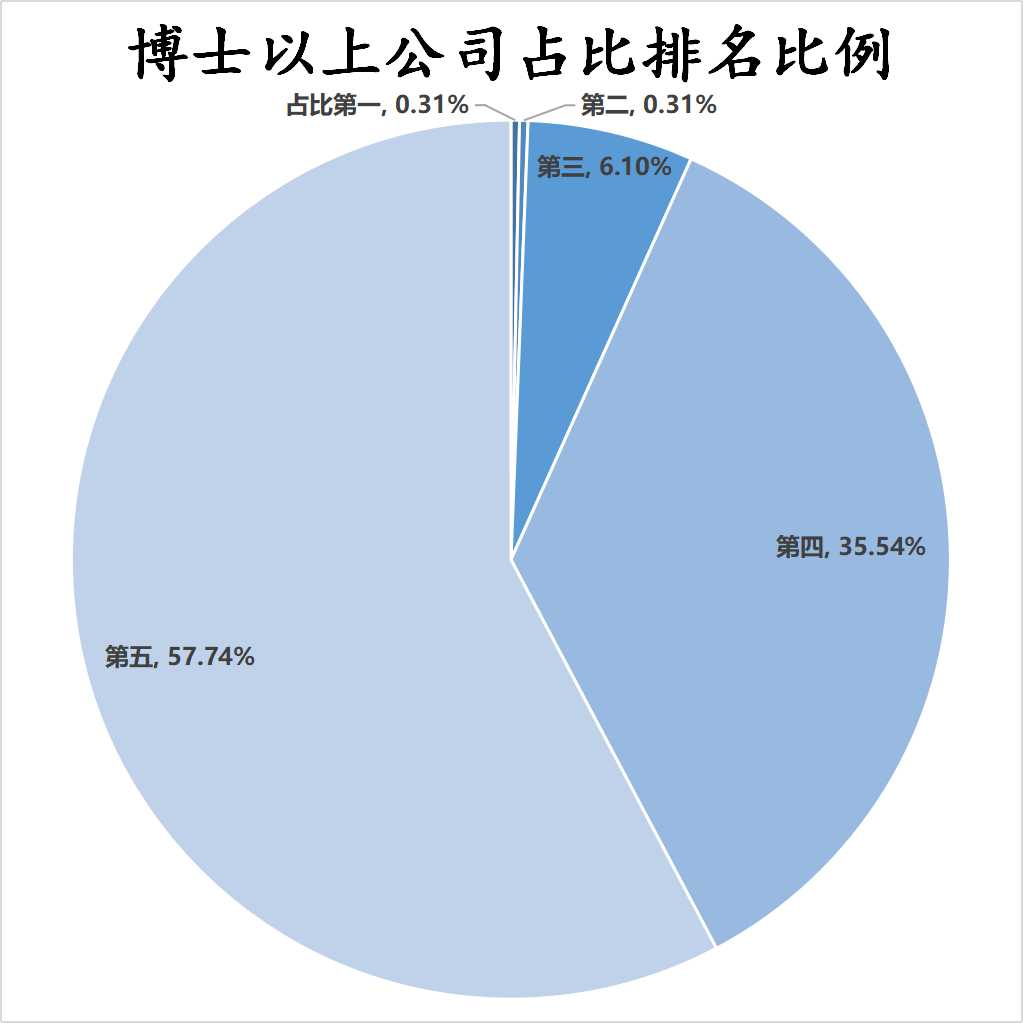 博士以上公司占比排名比例
占比第一, 0.31%
第二, 0.31%
第三, 6.10%
第四, 35.54%
第五, 57.74%